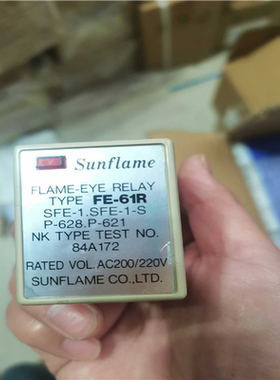 Sunflame
FLAME-EYE RELAY
TYPE FE-61R
SFE-1.SFE-1-S
P-628.P-621
NK TYPE TEST NO.
84A172
RATED VOL.AC200/220V
SUNFLAME CO.,LTD.